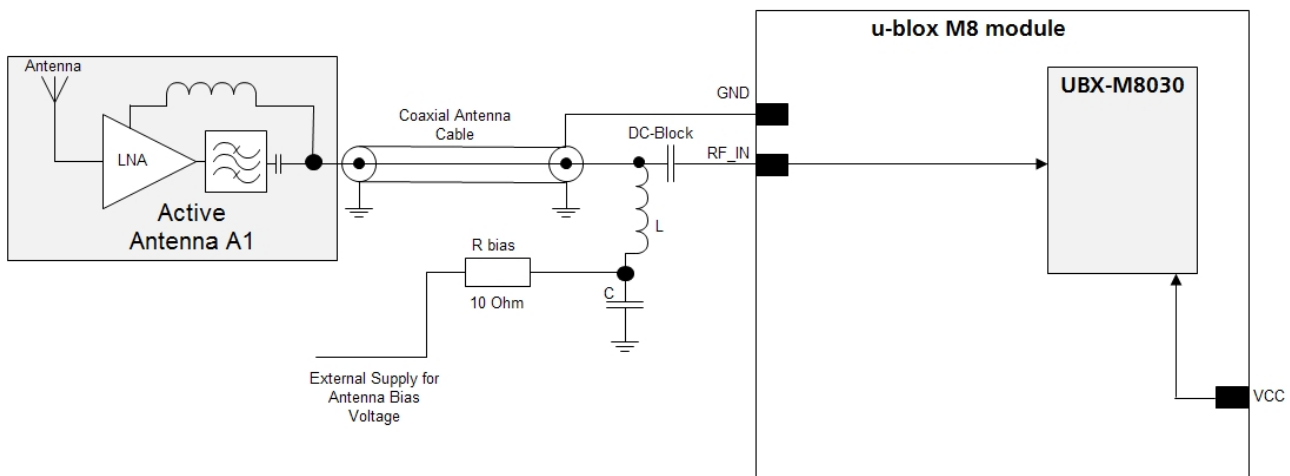 u-blox M8 module
Antenna
UBX-M8030
GND
Coaxial Antenna
Cable
DC-Block
RF_IN
LNA
Active
Antenna A1
L
R bias
C
10 Ohm
External Supply for
Antenna Bias
Voltage
VCC